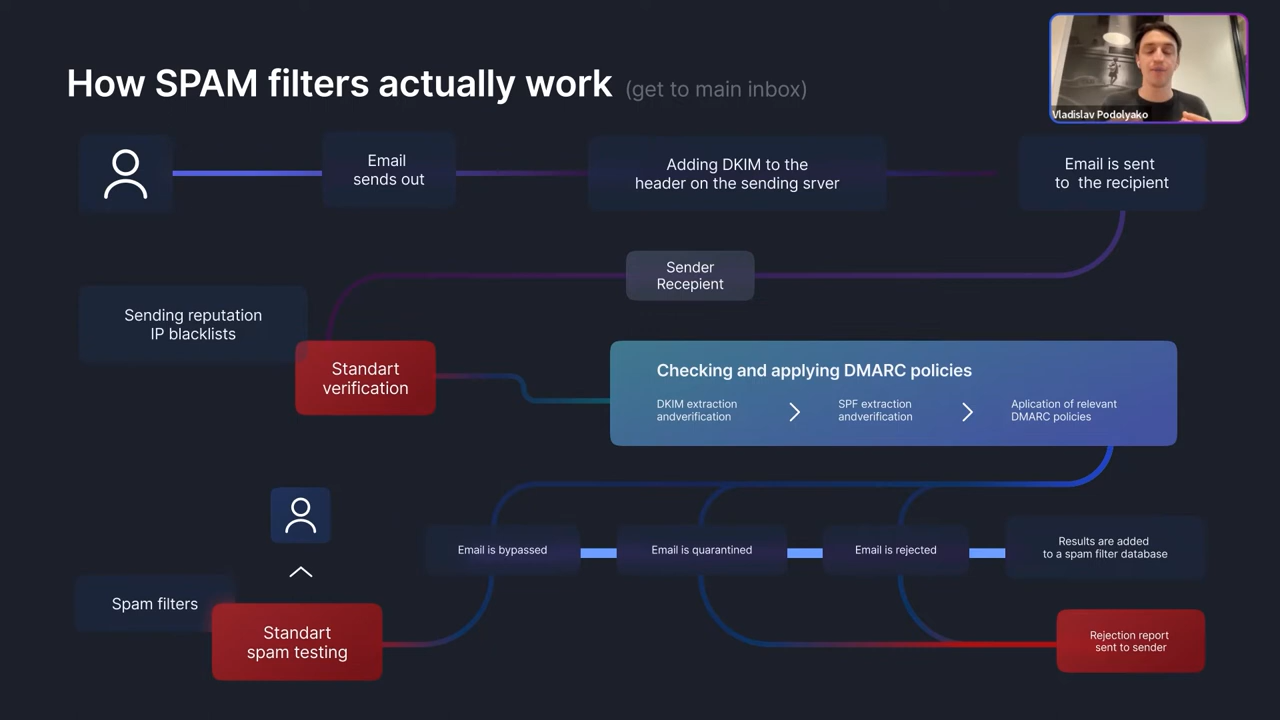 How SPAM filters actually work (get to main inbox)
Vladislav Podolyako
Email
sends out
Adding DKIM to the
header on the sending srver
Email is sent
to the recipient
Sender
Recepient
Sending reputation
IP blacklists
Standart
verification
Checking and applying DMARC policies
DKIM extraction
andverification
SPF extraction
andverification
Aplication of relevant
DMARC policies
Email is bypassed
Email is quarantined
Email is rejected
Results are added
to a spam filter database
Spam filters
Standart
spam testing
Rejection report
sent to sender